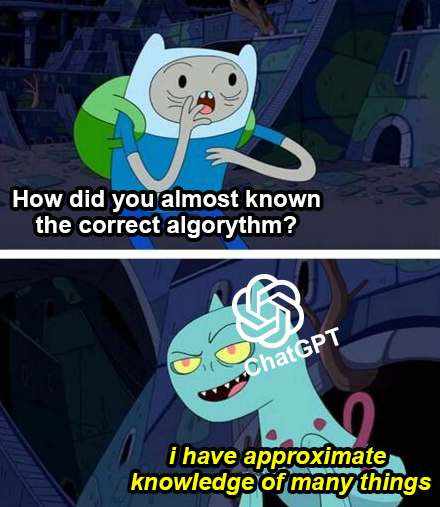 How did you almost known
the correct algorythm?
ChatGPT
i have approximate
knowledge of many things